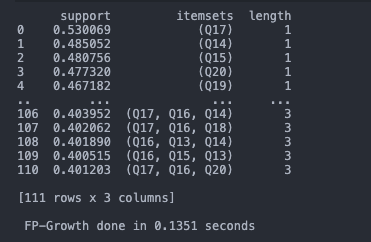 support itemsets length
0 0.530069 (Q17) 1
1 0.485052 (Q14) 1
2 0.480756 (Q15) 1
3 0.477320 (Q20) 1
4 0.467182 (Q19) 1
.. ... ... ...
106 0.403952 (Q17, Q16, Q14) 3
107 0.402062 (Q17, Q16, Q18) 3
108 0.401890 (Q16, Q13, Q14) 3
109 0.400515 (Q16, Q15, Q13) 3
110 0.401203 (Q17, Q16, Q20) 3
[111 rows x 3 columns]
FP-Growth done in 0.1351 seconds